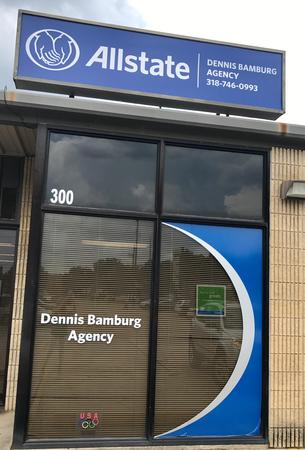 Allstate
DENNIS BAMBURG
AGENCY
318-746-0993
300
Dennis Bamburg
Agency
USA